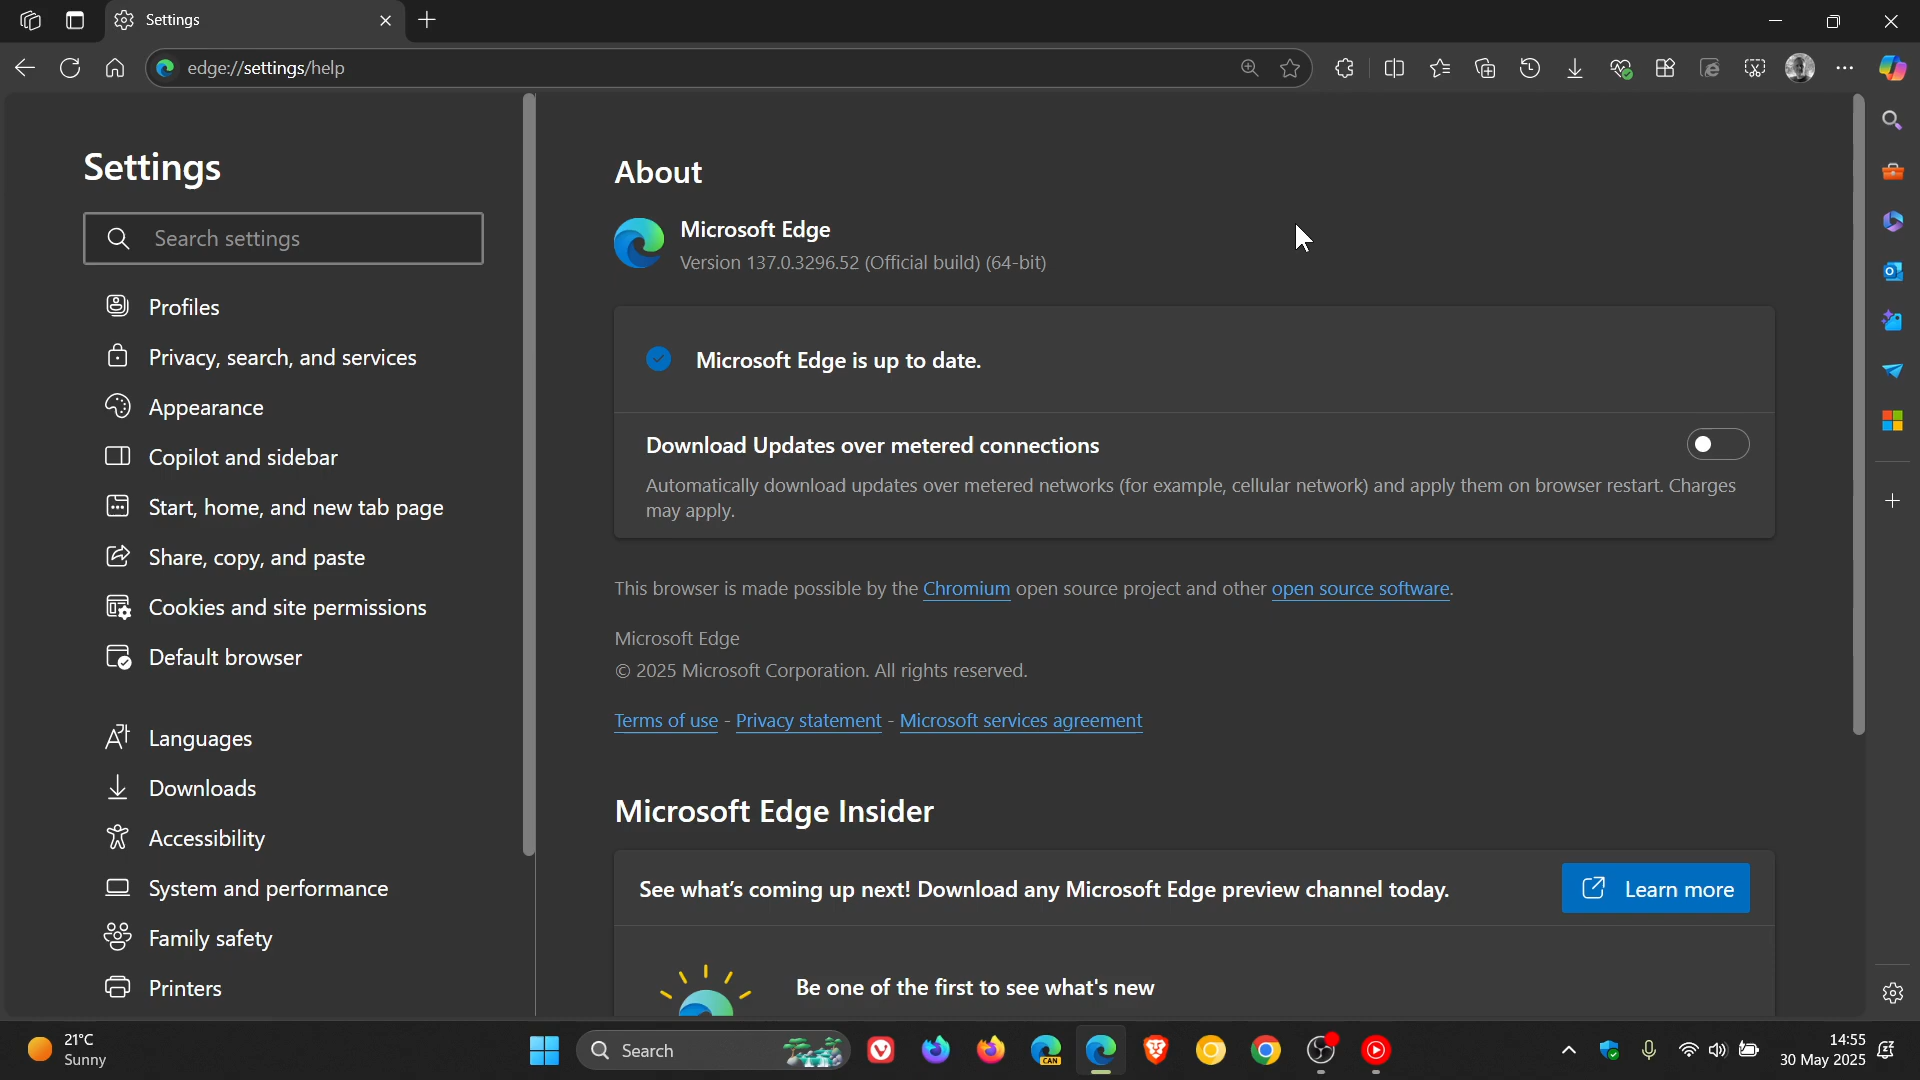 Settings
edge://settings/help
Settings
Search settings
Profiles
Privacy, search, and services
Appearance
Copilot and sidebar
Start, home, and new tab page
Share, copy, and paste
Cookies and site permissions
Default browser
Languages
Downloads
Accessibility
System and performance
Family safety
Printers
About
Microsoft Edge
Version 137.0.3296.52 (Official build) (64-bit)
Microsoft Edge is up to date.
Download Updates over metered connections
Automatically download updates over metered networks (for example, cellular network) and apply them on browser restart. Charges
may apply.
This browser is made possible by the Chromium open source project and other open source software.
Microsoft Edge
© 2025 Microsoft Corporation. All rights reserved.
Terms of use - Privacy statement - Microsoft services agreement
Microsoft Edge Insider
See what's coming up next! Download any Microsoft Edge preview channel today.
Learn more
Be one of the first to see what's new
21°C
Sunny
Search
CAN
14:55
30 May 2025